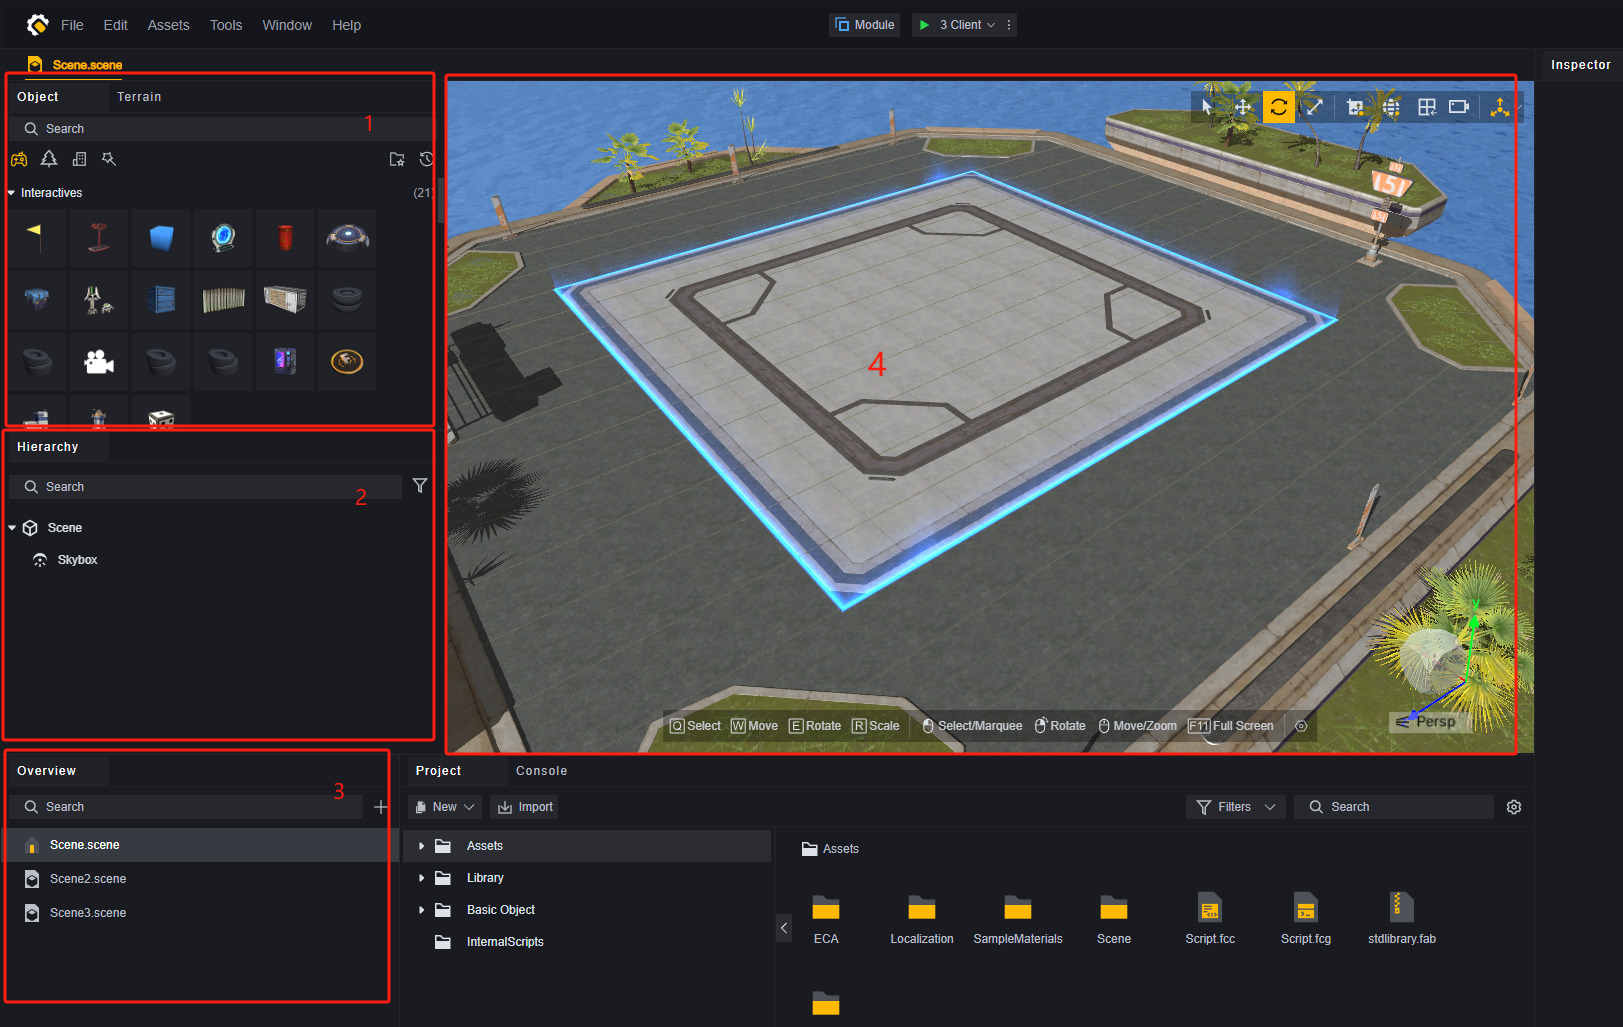 File Edit Assets Tools Window Help
Module
3 Client
Scene.scene
Inspector
Object Terrain
Search
1
Interactives (21)
Hierarchy
Search
2
Scene
Skybox
4
151
151
Y
Q Select W Move E Rotate R Scale Select/Marquee Rotate Move/Zoom F11 Full Screen
Persp
Overview
Search
3
Scene.scene
Scene2.scene
Scene3.scene
Project Console
New Import Filters Search
Assets
Library
Basic Object
InternalScripts
Assets
ECA Localization SampleMaterials Scene Script.fcc Script.fcg stdlibrary.fab